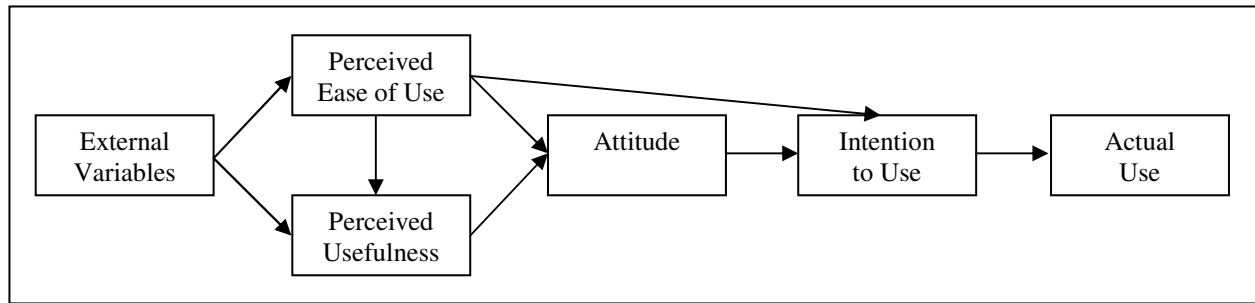 Perceived
Ease of Use
External
Variables
Perceived
Usefulness
Attitude
Intention
to Use
Actual
Use